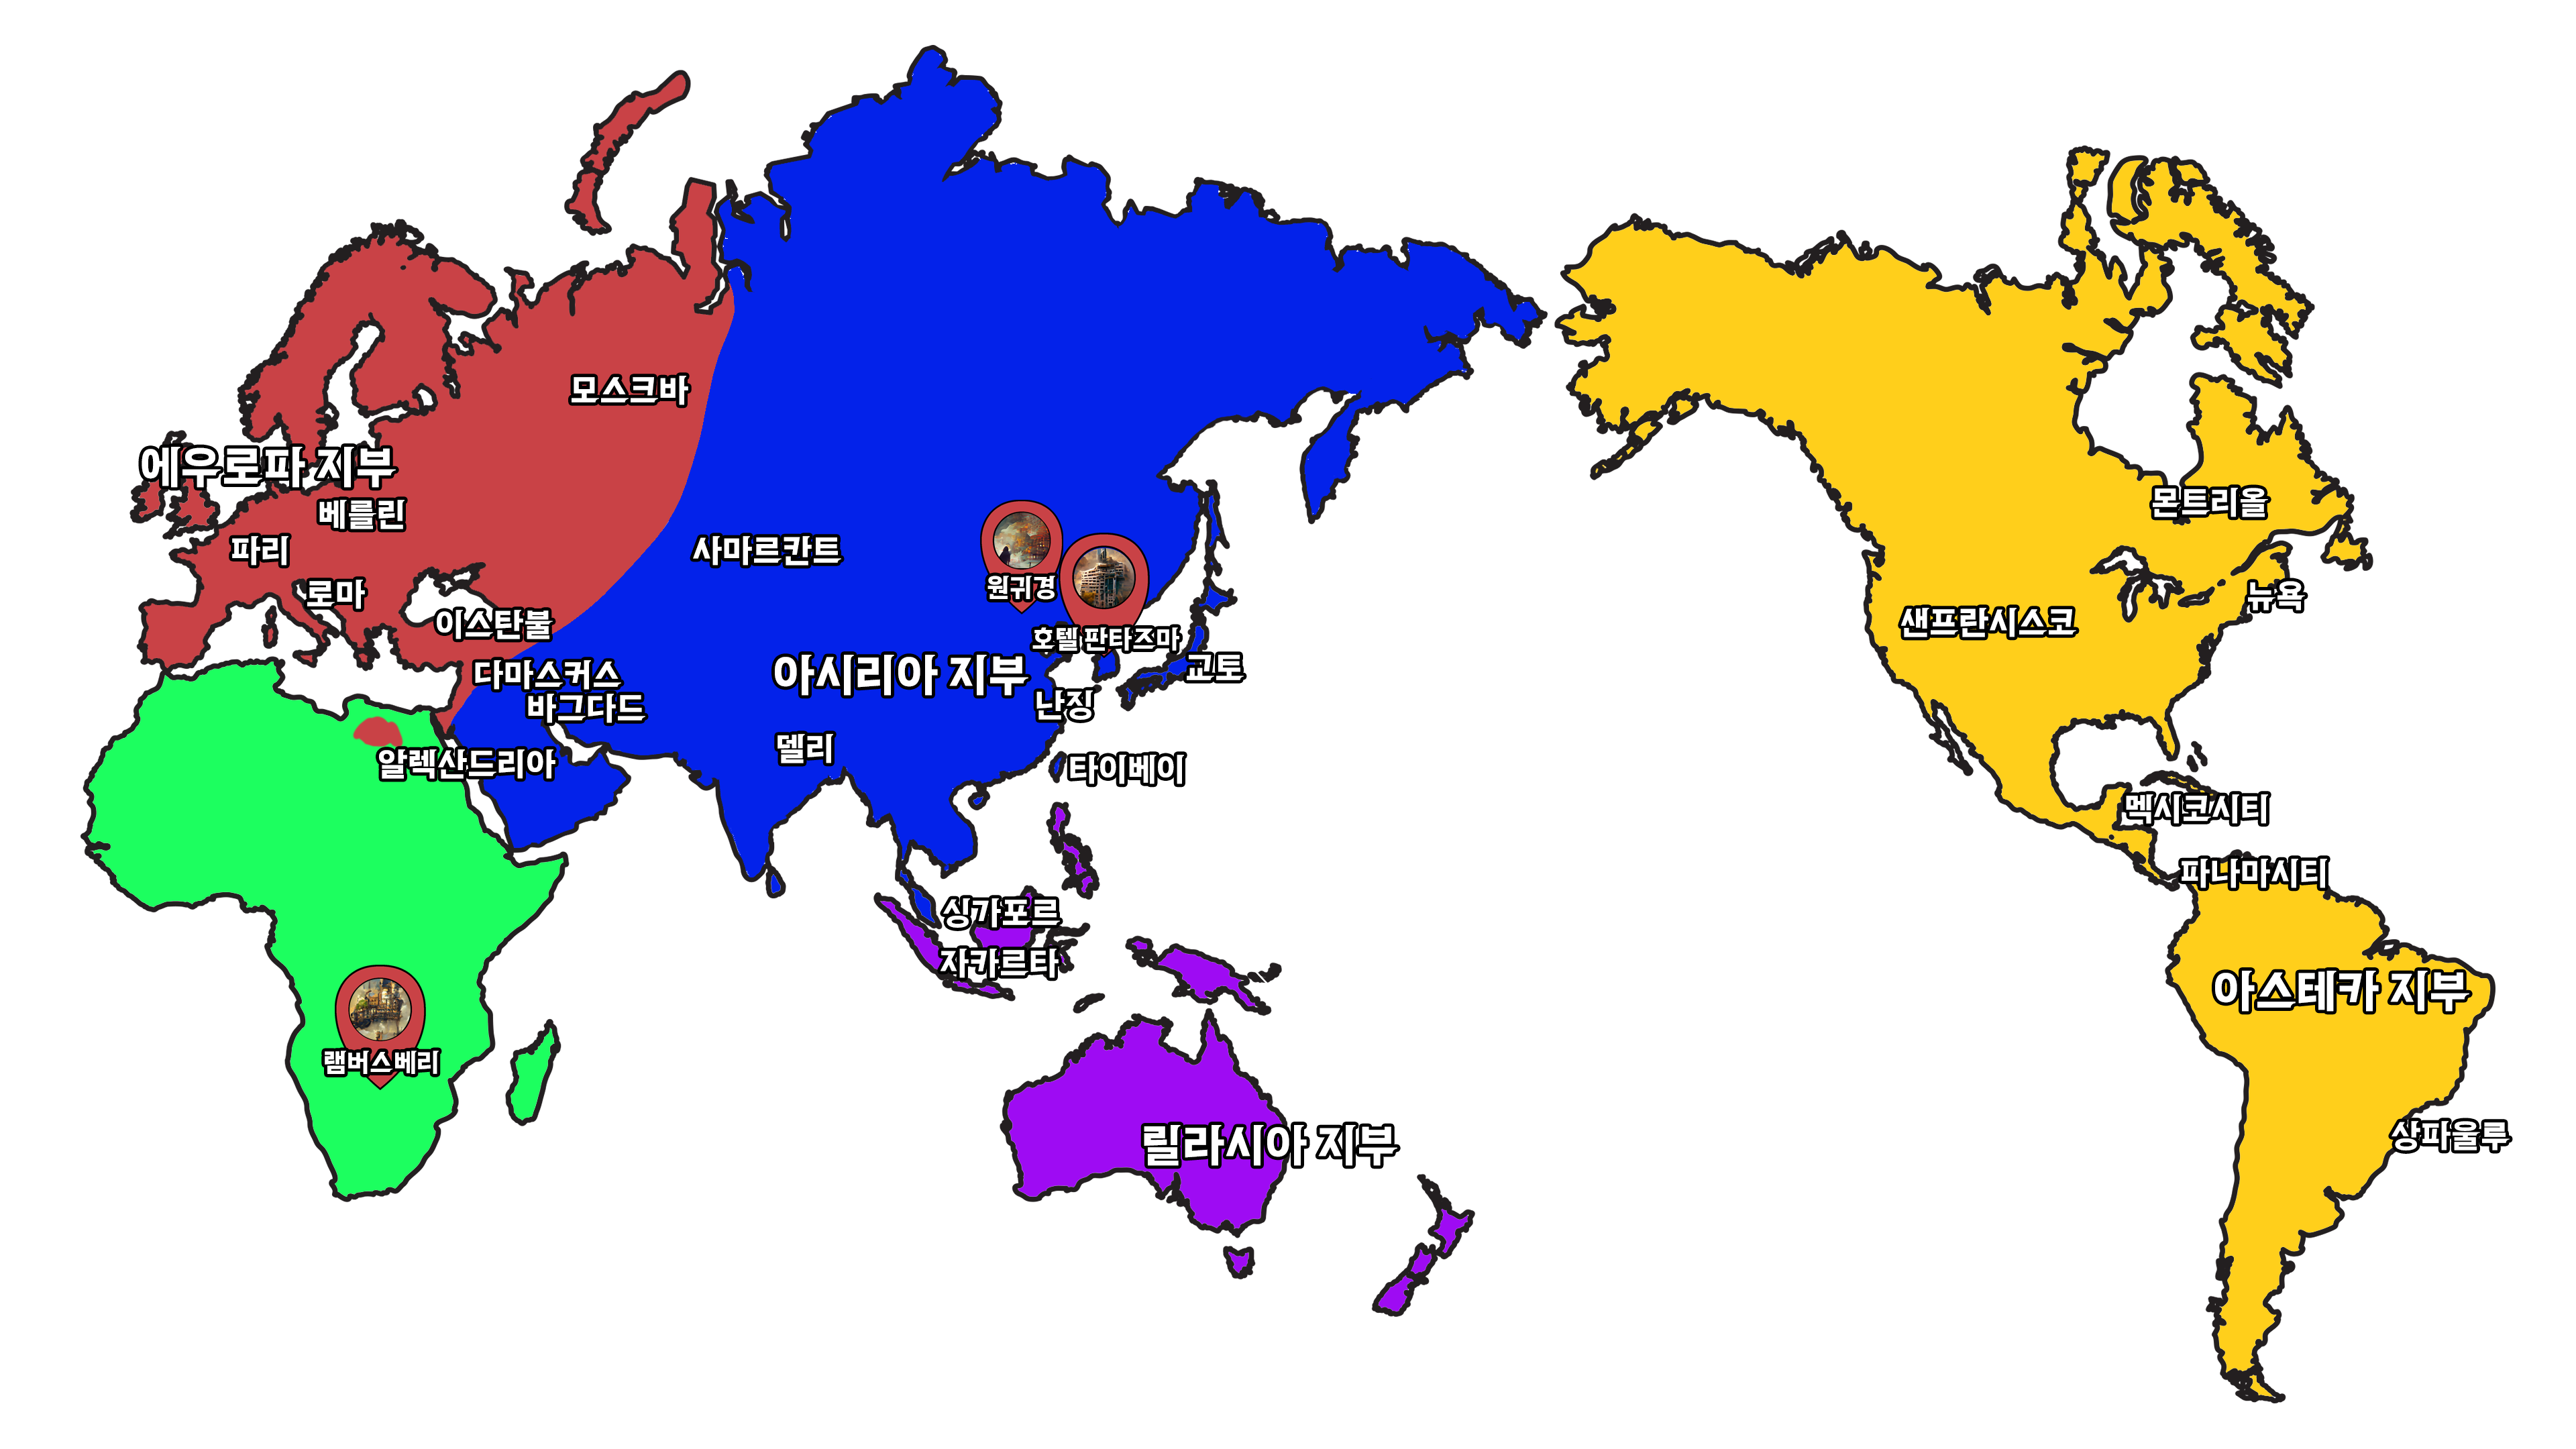 모스크바
에우로파 지부
베를린
파리
로마
이스탄불
다마스커스
바그다드
알렉산드리아
사마르칸트
원귀경
호텔 판타즈마
아시리아 지부
교토
난징
델리
타이베이
싱가포르
자카르타
램버스 베리
릴라시아 지부
몬트리올
뉴욕
샌프란시스코
멕시코시티
파나마시티
아스테카 지부
상파울루